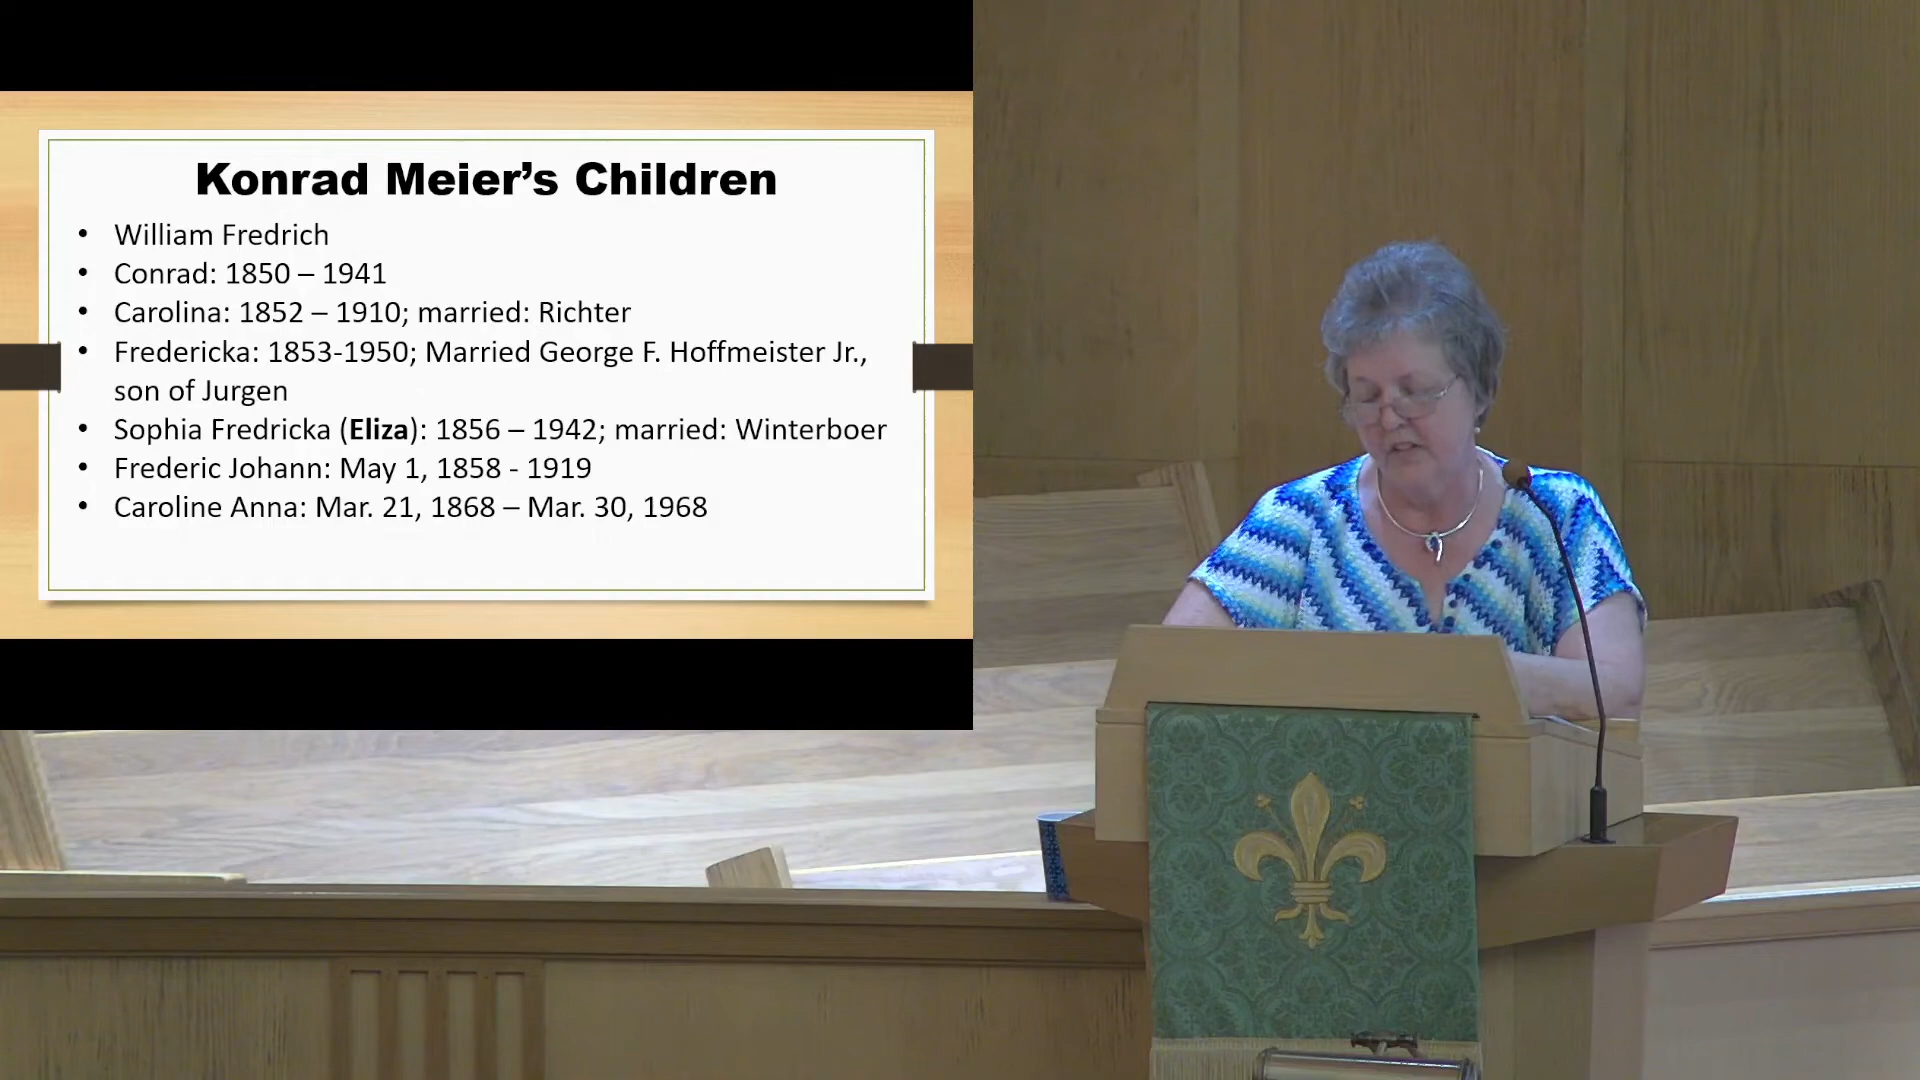 Konrad Meier’s Children
• William Fredrich
• Conrad: 1850 – 1941
• Carolina: 1852 – 1910; married: Richter
• Fredericka: 1853-1950; Married George F. Hoffmeister Jr.,
son of Jurgen
• Sophia Fredricka (Eliza): 1856 – 1942; married: Winterboer
• Frederic Johann: May 1, 1858 - 1919
• Caroline Anna: Mar. 21, 1868 – Mar. 30, 1968